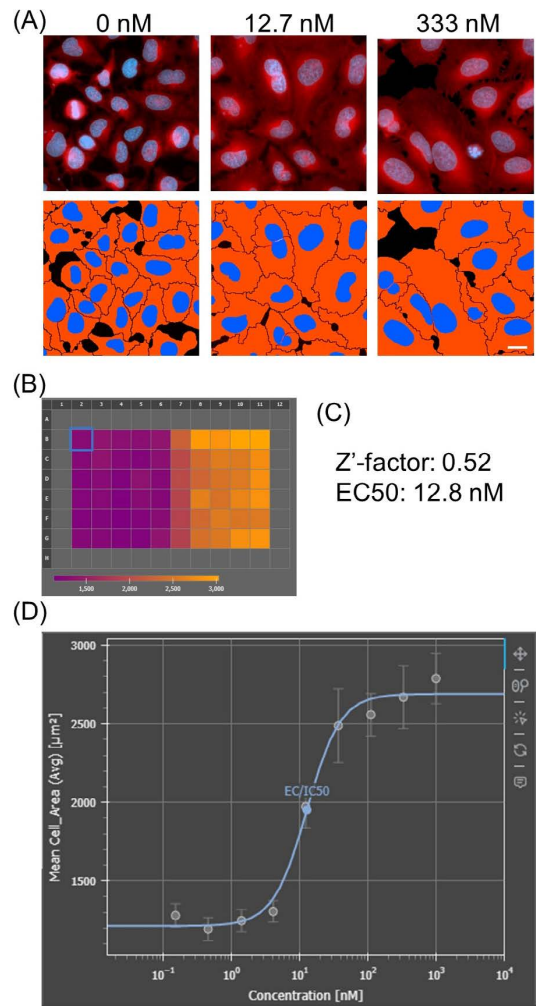 (A)
0 nM 12.7 nM 333 nM
(B)
1 2 3 4 5 6 7 8 9 10 11 12
A
B
C
D
E
F
G
H
1,500 2,000 2,500 3,000
(C)
Z’-factor: 0.52
EC50: 12.8 nM
(D)
3000
2500
2000
1500
Mean Cell_Area (Avg) [µm²]
EC/IC50
10⁻¹ 10⁰ 10¹ 10² 10³ 10⁴
Concentration [nM]